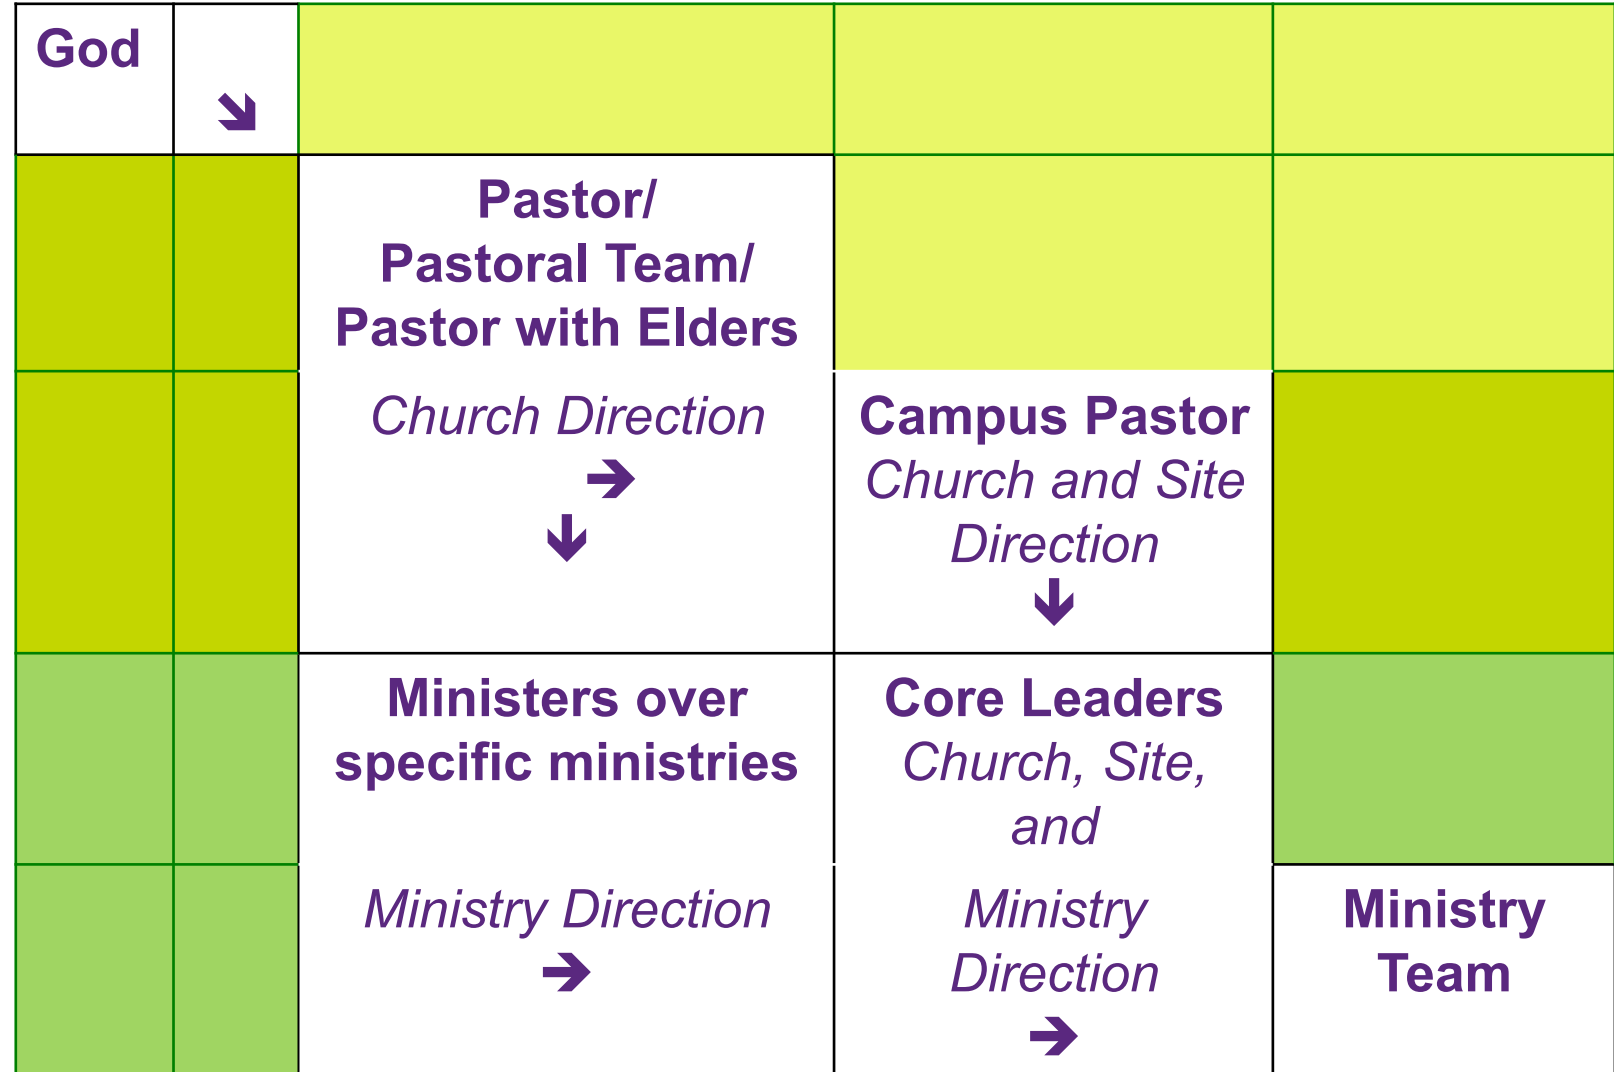 God
➔
Pastor/
Pastoral Team/
Pastor with Elders
Church Direction
➔
➔
Campus Pastor
Church and Site
Direction
➔
Ministers over
specific ministries
Ministry Direction
➔
Core Leaders
Church, Site,
and
Ministry
Direction
➔
Ministry
Team